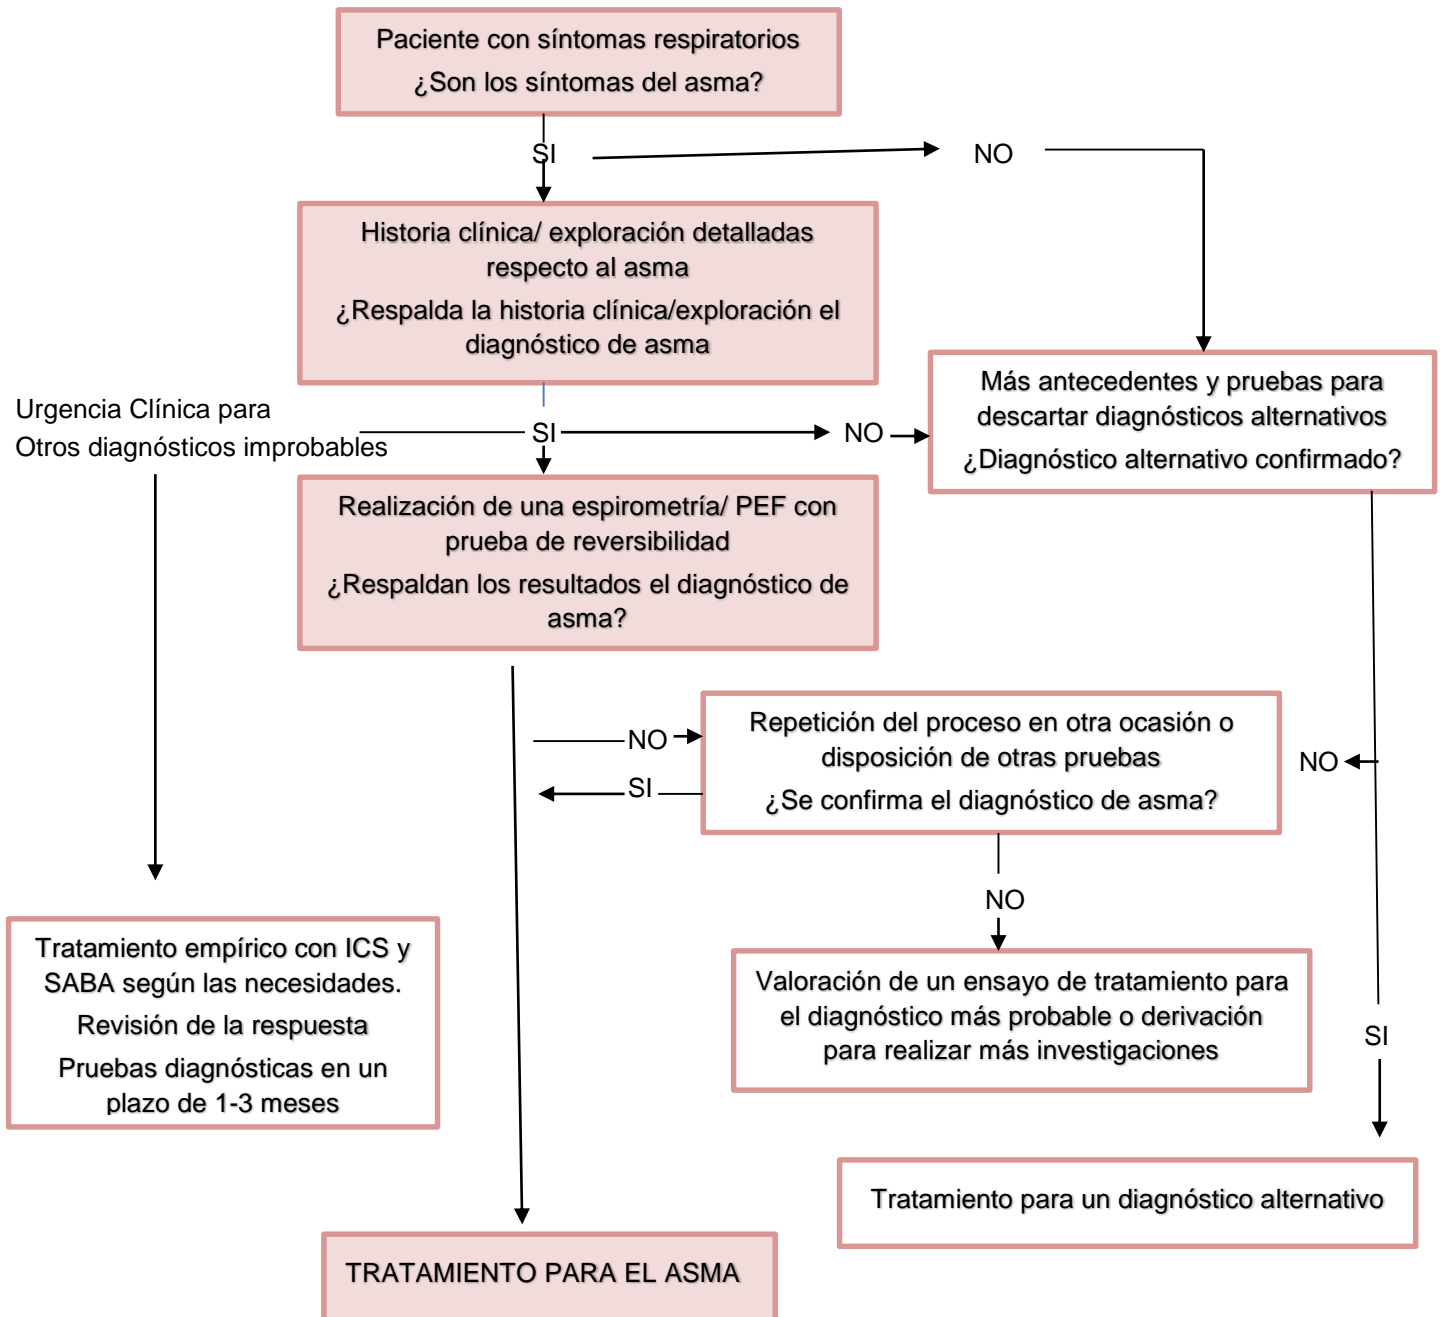 Paciente con síntomas respiratorios
¿Son los síntomas del asma?
SI
NO
Historia clínica/ exploración detalladas
respecto al asma
¿Respalda la historia clínica/exploración el
diagnóstico de asma
Más antecedentes y pruebas para
descartar diagnósticos alternativos
¿Diagnóstico alternativo confirmado?
Urgencia Clínica para
Otros diagnósticos improbables
SI
NO
Realización de una espirometría/ PEF con
prueba de reversibilidad
¿Respaldan los resultados el diagnóstico de
asma?
NO
SI
Repetición del proceso en otra ocasión o
disposición de otras pruebas
¿Se confirma el diagnóstico de asma?
NO
NO
Tratamiento empírico con ICS y
SABA según las necesidades.
Revisión de la respuesta
Pruebas diagnósticas en un
plazo de 1-3 meses
Valoración de un ensayo de tratamiento para
el diagnóstico más probable o derivación
para realizar más investigaciones
SI
Tratamiento para un diagnóstico alternativo
TRATAMIENTO PARA EL ASMA